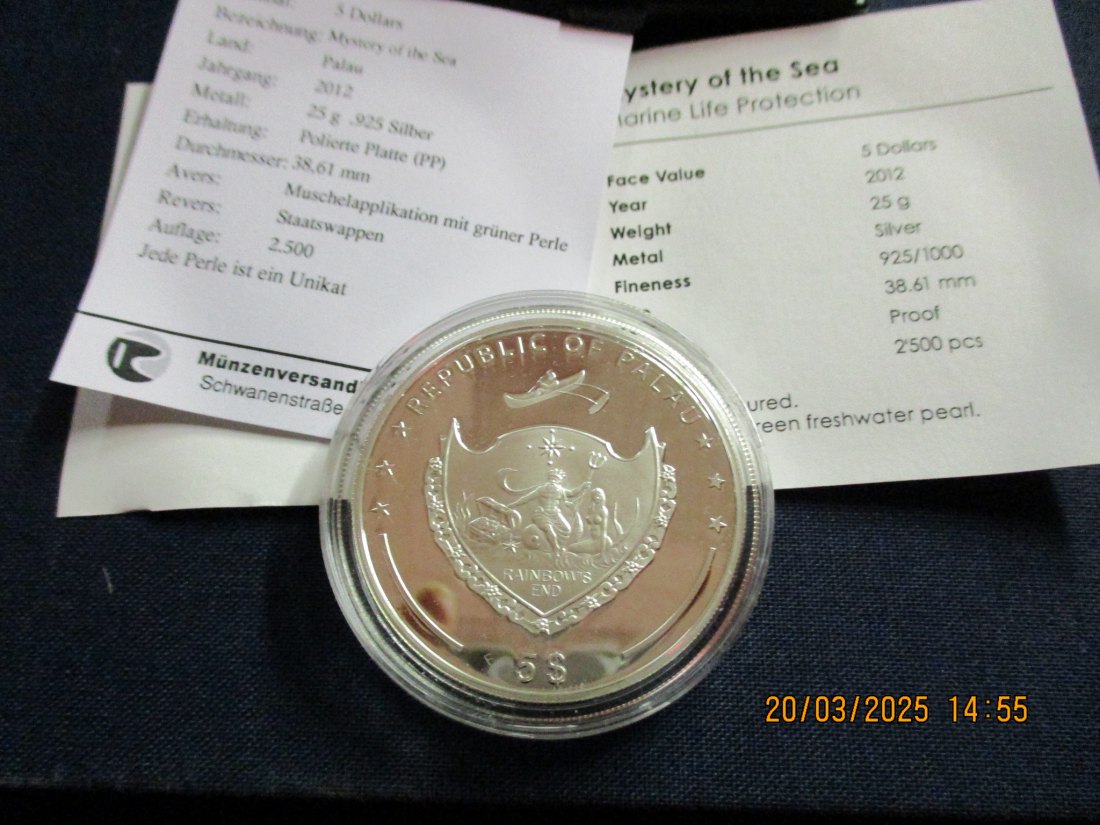 5 Dollars
Bezeichnung: Mystery of the Sea
Land: Palau
Jahrgang: 2012
Metall: 25 g .925 Silber
Erhaltung: Polierte Platte (PP)
Durchmesser: 38,61 mm
Avers: Muschelapplikation mit grüner Perle
Revers: Staatswappen
Auflage: 2.500
Jede Perle ist ein Unikat
Münzenversand
Schwanenstraße
ystery of the Sea
arine Life Protection
Face Value 5 Dollars
Year 2012
Weight 25 g
Metal Silver
Fineness 925/1000
38.61 mm
Proof
2'500 pcs
ured.
reen freshwater pearl.
REPUBLIC OF PALAU
RAINBOW'S
END
5$
20/03/2025 14:55